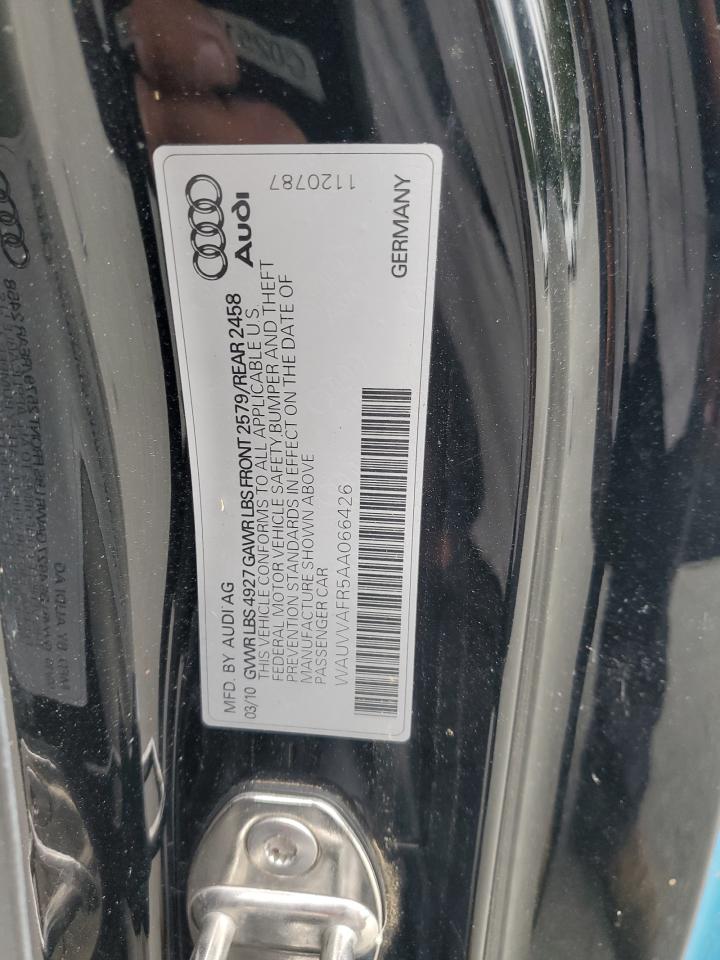 MFD. BY AUDI AG
03/10 GVWR LBS 4927 GAWR LBS FRONT 2579/REAR 2458
THIS VEHICLE CONFORMS TO ALL APPLICABLE U.S.
FEDERAL MOTOR VEHICLE SAFETY, BUMPER AND THEFT
PREVENTION STANDARDS IN EFFECT ON THE DATE OF
MANUFACTURE SHOWN ABOVE
PASSENGER CAR
WAUVVAFR5AA066426
Audi
1120787
GERMANY